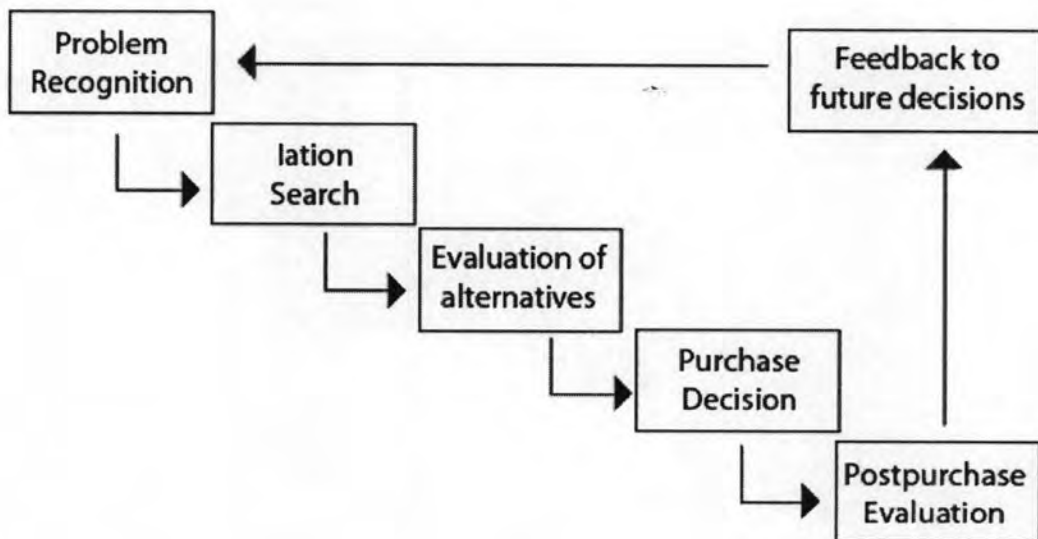 Problem
Recognition
lation
Search
Evaluation of
alternatives
Purchase
Decision
Postpurchase
Evaluation
Feedback to
future decisions